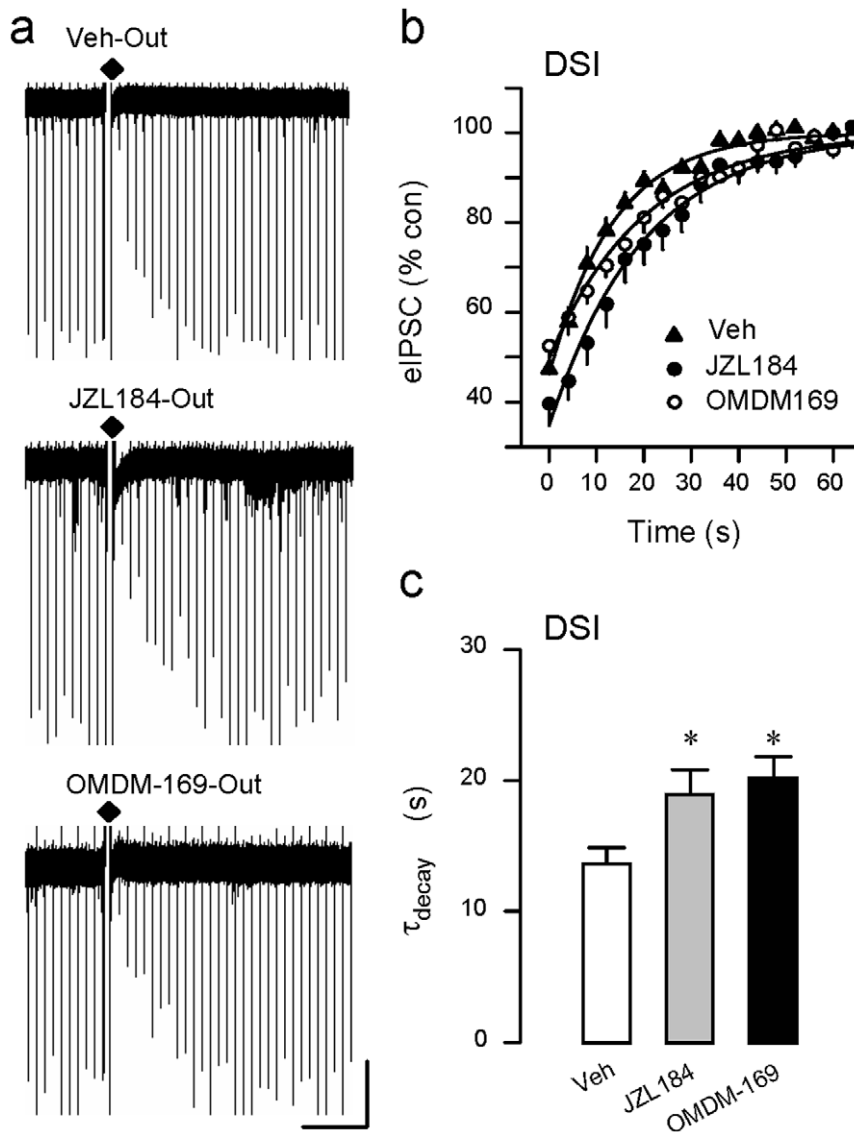 a
Veh-Out
JZL184-Out
OMDM-169-Out
b
DSI
eIPSC (% con)
100
80
60
40
Veh
JZL184
OMDM169
0 10 20 30 40 50 60
Time (s)
c
DSI
τdecay (s)
30
20
10
0
* *
Veh JZL184 OMDM-169